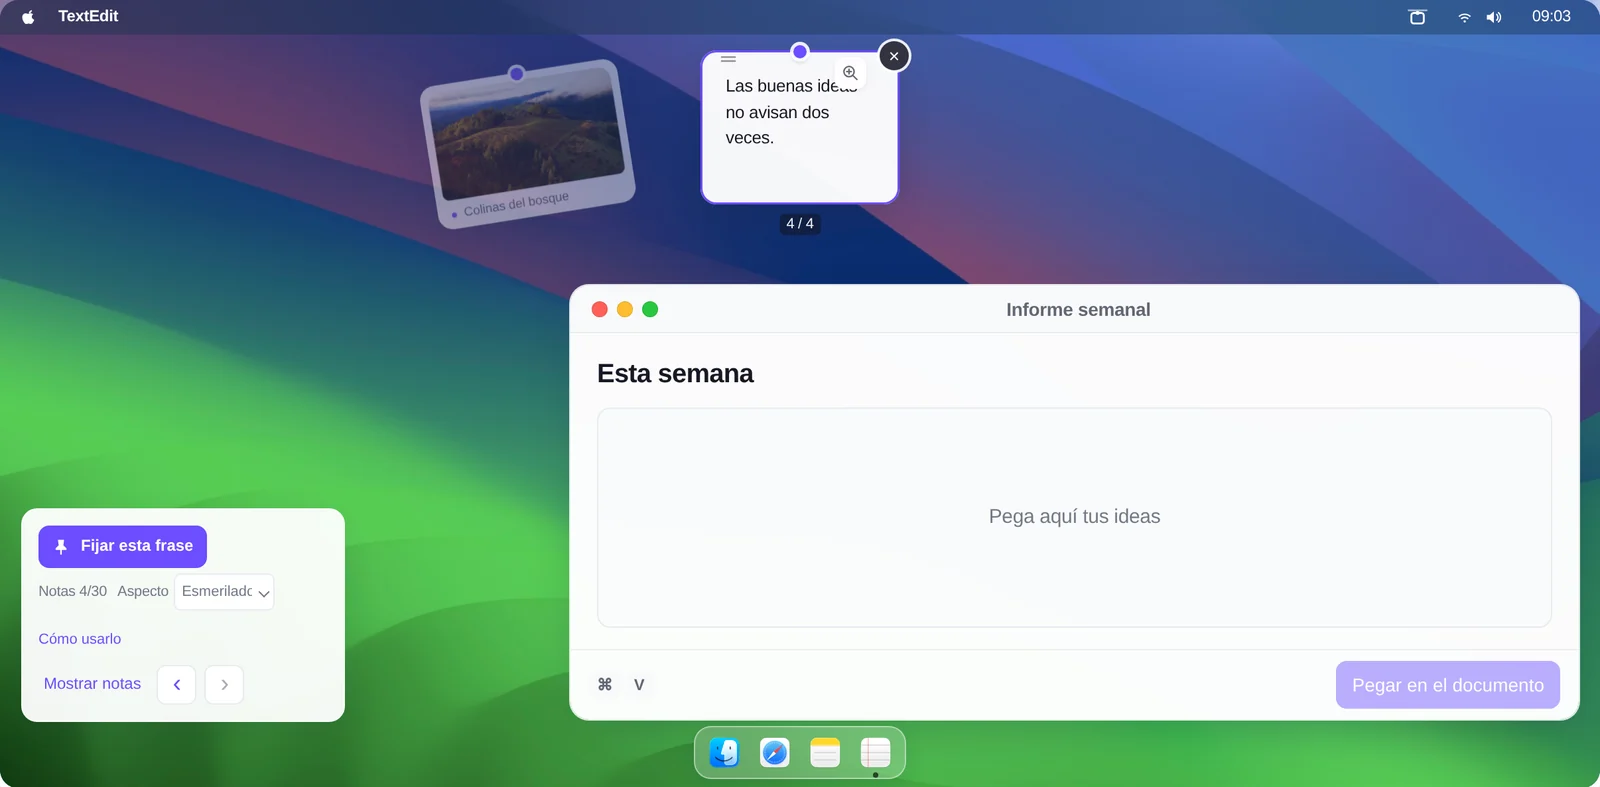 TextEdit
09:03
Las buenas ideas
no avisan dos
veces.
4 / 4
Colinas del bosque
Informe semanal
Esta semana
Pega aquí tus ideas
⌘ V
Pegar en el documento
Fijar esta frase
Notas 4/30 Aspecto Esmerilado
Cómo usarlo
Mostrar notas